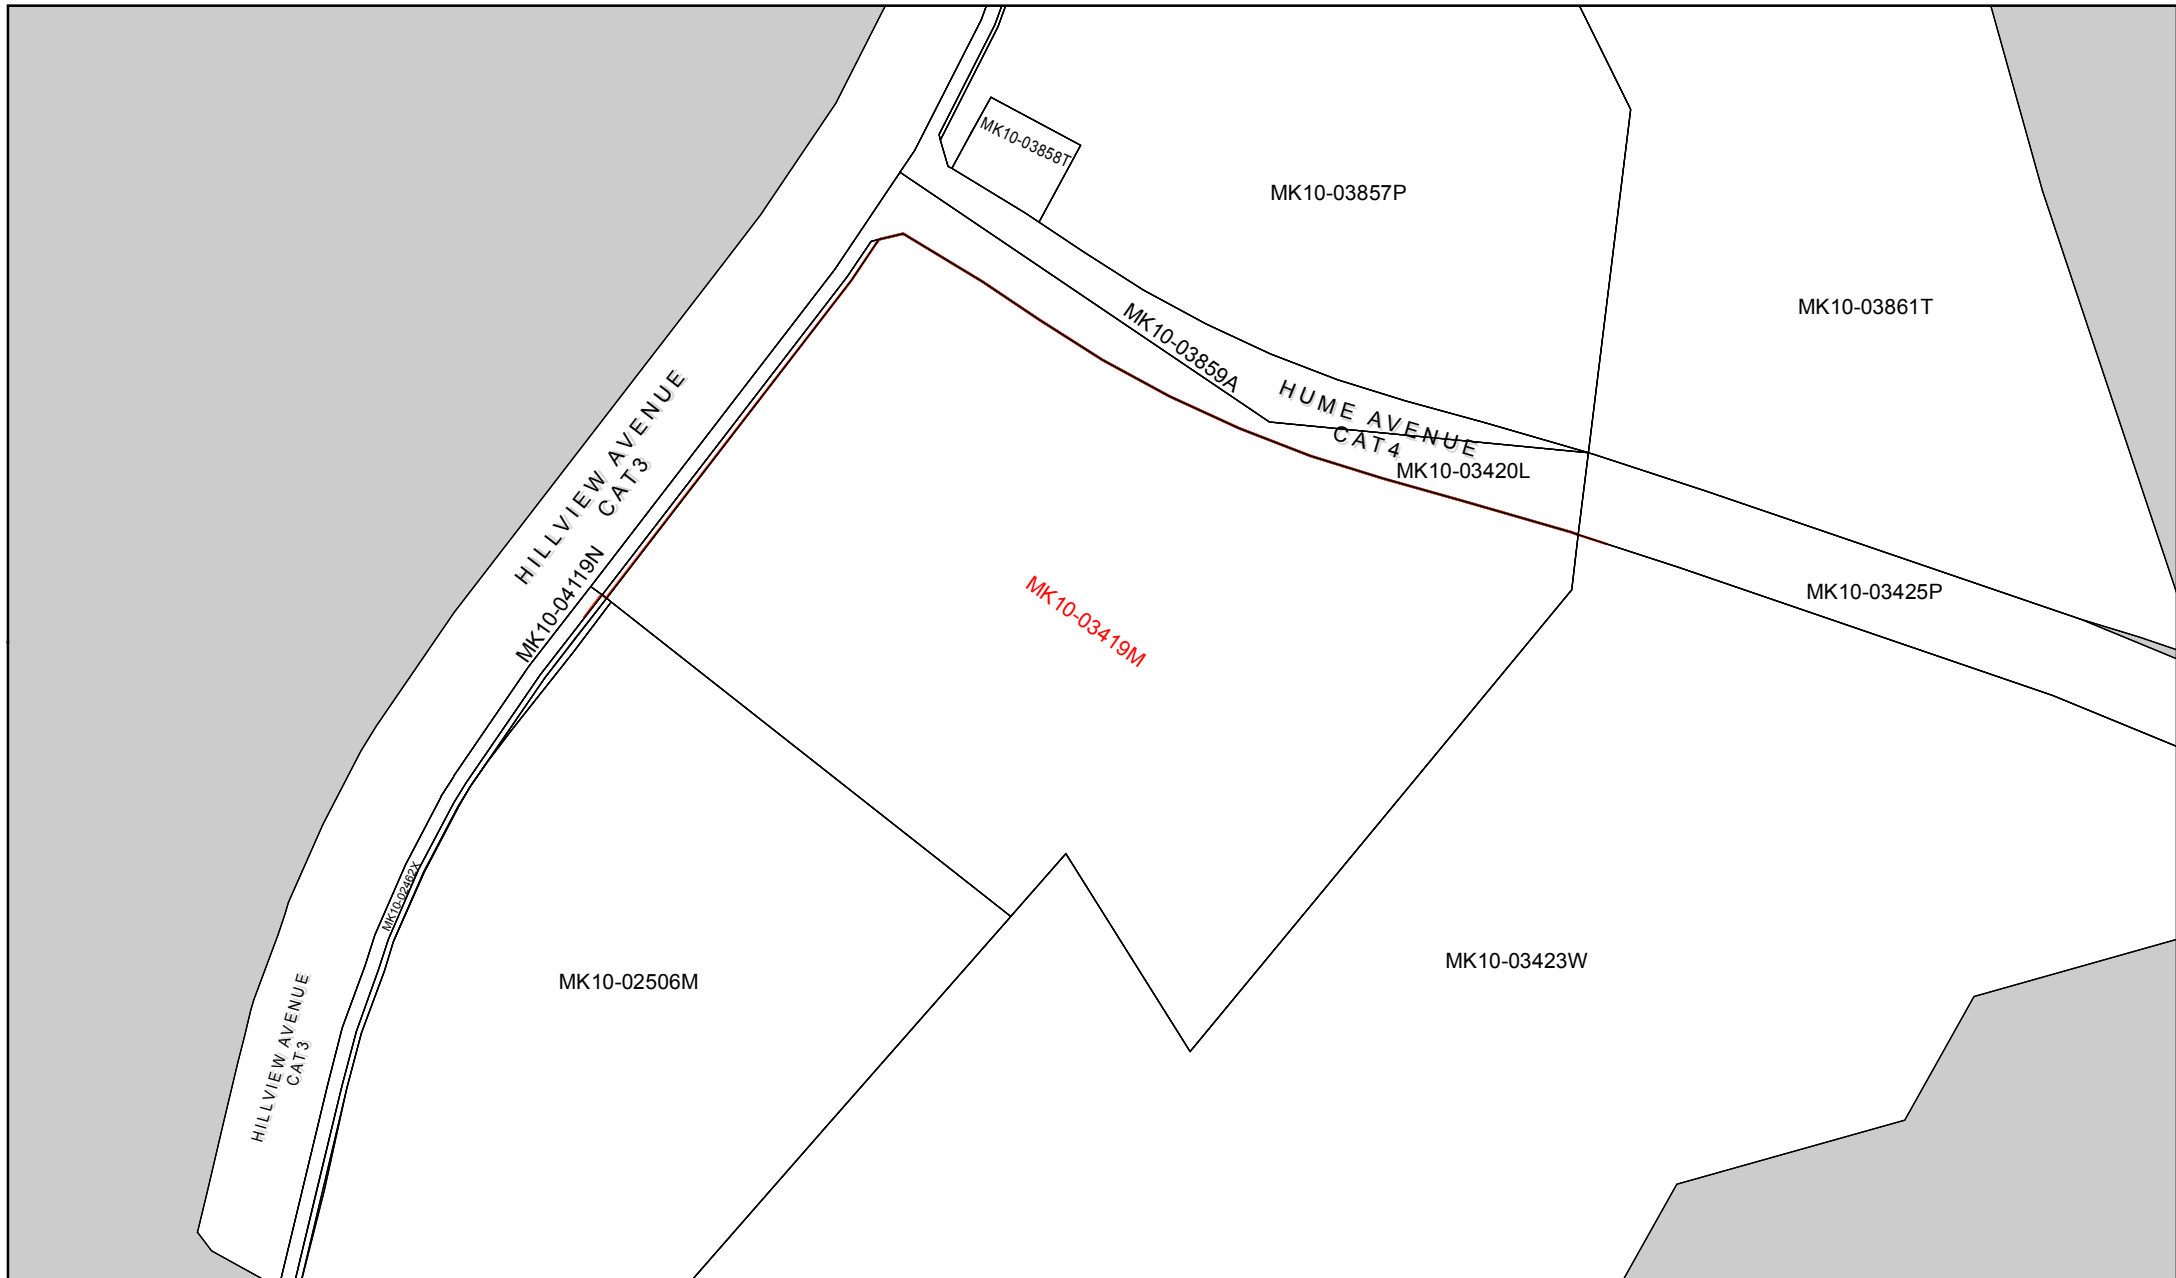 MK10-03858T
MK10-03857P
MK10-03861T
MK10-03859A
HUME AVENUE
CAT4
MK10-03420L
HILLVIEW AVENUE
CAT3
MK10-04119N
MK10-03419M
MK10-03425P
MK10-02462X
MK10-02506M
MK10-03423W
HILLVIEW AVENUE
CAT3